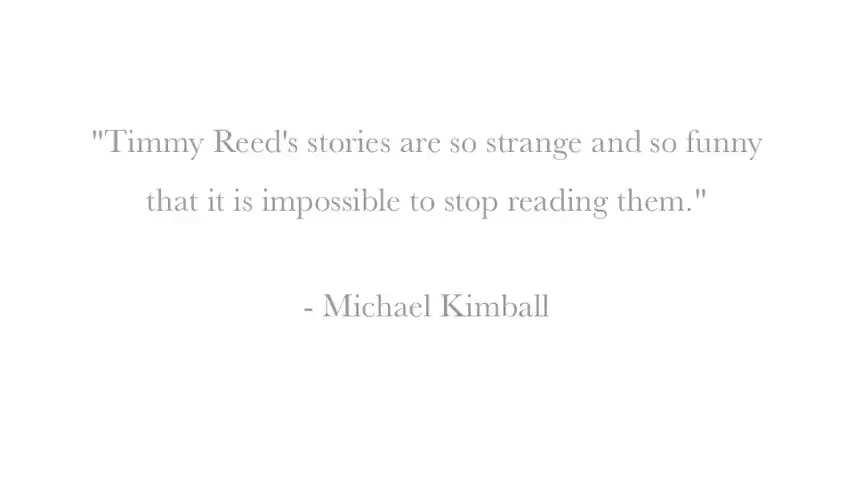 "Timmy Reed's stories are so strange and so funny
that it is impossible to stop reading them."
- Michael Kimball